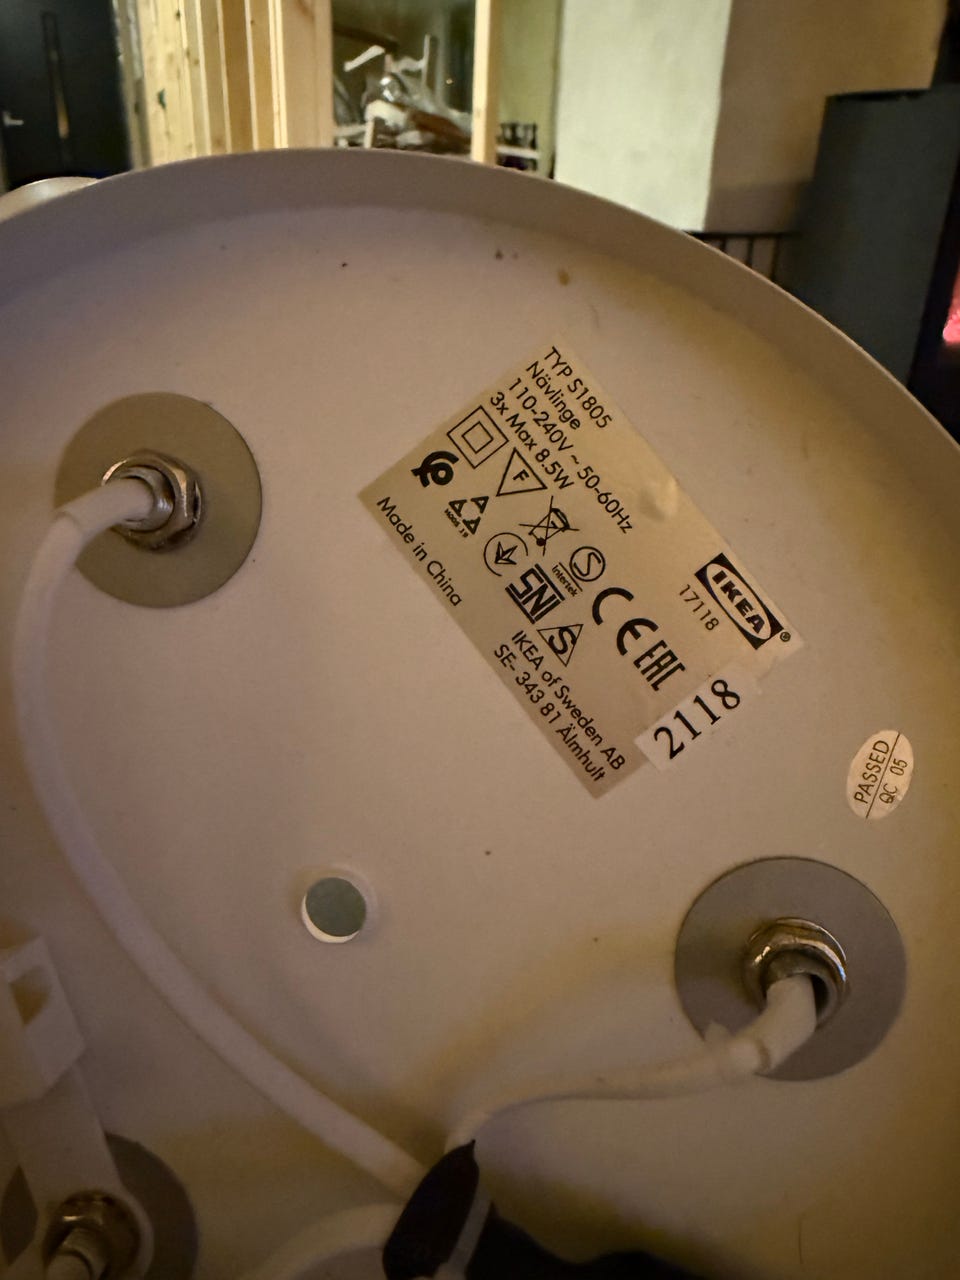 TYP S1805
Nävlinge
110-240V ~ 50-60Hz
3x Max 8.5W
F
S
Intertek
CE
EAC
SNI
S
Made in China
IKEA of Sweden AB
SE- 343 81 Älmhult
IKEA®
17118
2118
PASSED
QC 05